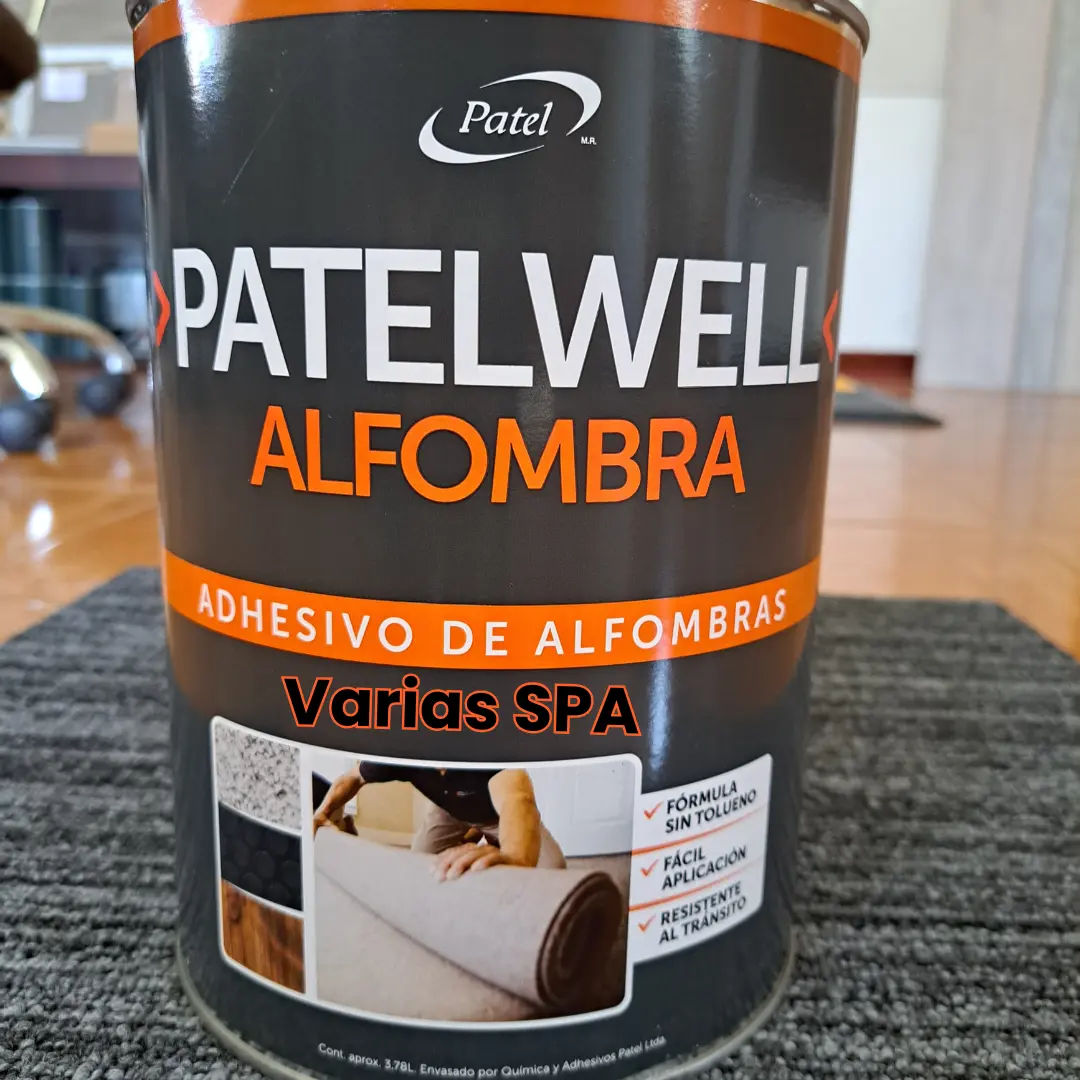 Patel
M.R.
PATELWELL
ALFOMBRA
ADHESIVO DE ALFOMBRAS
Varias SPA
FÓRMULA
SIN TOLUENO
FÁCIL
APLICACIÓN
RESISTENTE
AL TRÁNSITO
Cont. aprox. 3,78L. Envasado por Química y Adhesivos Patel Ltda.